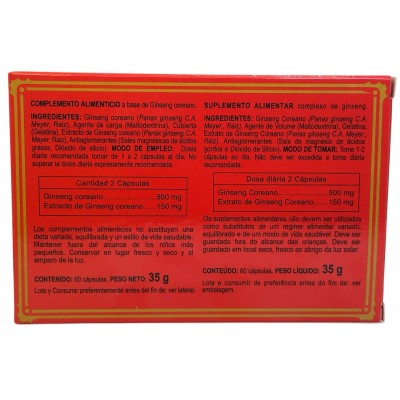 COMPLEMENTO ALIMENTICIO a base de Ginseng coreano.
INGREDIENTES: Ginseng Coreano (Panax ginseng C.A.
Meyer, Raíz), Agente de carga (Maltodextrina), Cubierta
(Gelatina), Extracto de Ginseng coreano (Panax ginseng C.A.
Meyer, Raíz), Antiaglomerantes (Sales magnésicas de ácidos
grasos, Dióxido de silicio). MODO DE EMPLEO: Dosis
diaria recomendada tomar de 1 a 2 cápsulas al día. No
superar la dosis diaria expresamente recomendada.
Cantidad 2 Cápsulas
Ginseng coreano 500 mg
Extracto de Ginseng coreano 150 mg
Los complementos alimenticios no sustituyen una
dieta variada, equilibrada y un estilo de vida saludable.
Mantener fuera del alcance de los niños más
pequeños. Conservar en lugar fresco y seco y al
amparo de la luz.
CONTENIDO: 60 cápsulas. PESO NETO: 35 g
Lote y Consumir preferentemente antes del fin de: ver lateral.
SUPLEMENTO ALIMENTAR complexo de ginseng.
INGREDIENTES: Ginseng Coreano (Panax ginseng C.A.
Meyer, Raiz), Agente de Volume (Maltodextrina), Gelatina,
Extrato de Ginseng coreano (Panax ginseng C.A. Meyer,
Raiz), Antiaglomerantes (Sais de magnésio de ácidos
gordos e Dióxido de Silício). MODO DE TOMAR: Tome 1-2
cápsulas ao dia. Não deve ser excedida a toma diária
recomendada.
Dose diária 2 Cápsulas
Ginseng Coreano 500 mg
Extrato de Ginseng Coreano 150 mg
Os suplementos alimentares não devem ser utilizados
como substitutos de um regime alimentar variado,
equilibrado e de um modo de vida saudável. Deve ser
guardado fora do alcance das crianças. Deve ser
guardado em local seco, fresco ao abrigo da luz solar.
CONTEÚDO: 60 cápsulas. PESO LÍQUIDO: 35 g
Lote e consumir de preferência antes do fim de: ver
embalagem.